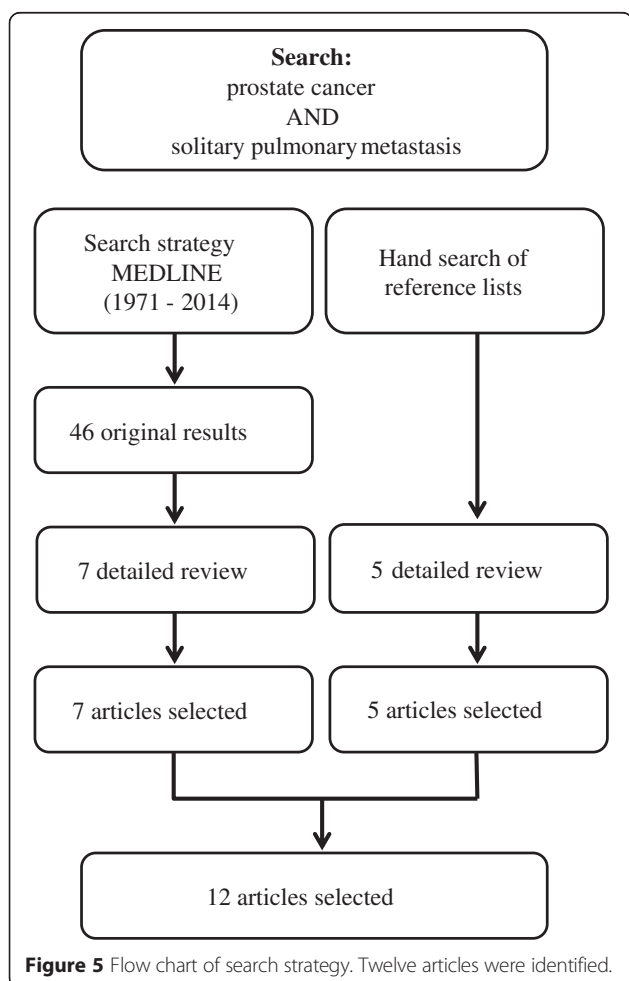 Search:
prostate cancer
AND
solitary pulmonary metastasis
Search strategy
MEDLINE
(1971 - 2014)
Hand search of
reference lists
46 original results
7 detailed review
5 detailed review
7 articles selected
5 articles selected
12 articles selected
Figure 5 Flow chart of search strategy. Twelve articles were identified.